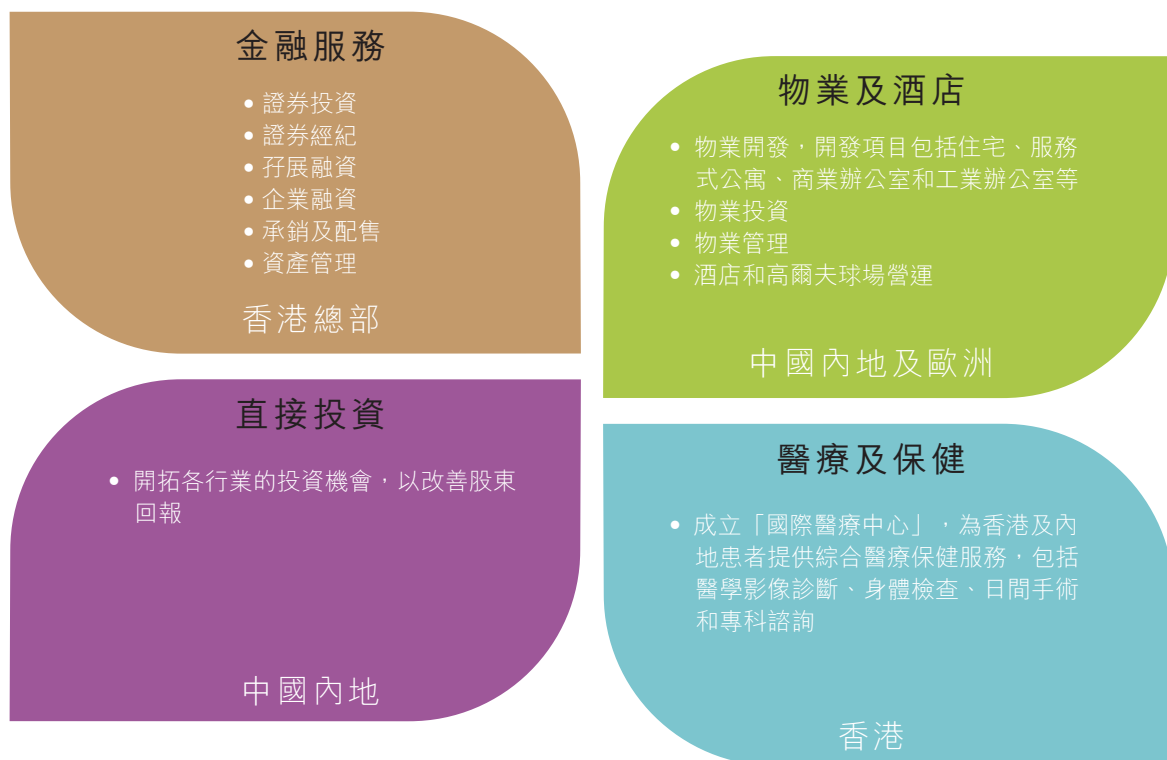 金融服務
• 證券投資
• 證券經紀
• 孖展融資
• 企業融資
• 承銷及配售
• 資產管理
香港總部
物業及酒店
• 物業開發，開發項目包括住宅、服務
式公寓、商業辦公室和工業辦公室等
• 物業投資
• 物業管理
• 酒店和高爾夫球場營運
中國內地及歐洲
直接投資
• 開拓各行業的投資機會，以改善股東
回報
中國內地
醫療及保健
• 成立「國際醫療中心」，為香港及內
地患者提供綜合醫療保健服務，包括
醫學影像診斷、身體檢查、日間手術
和專科諮詢
香港